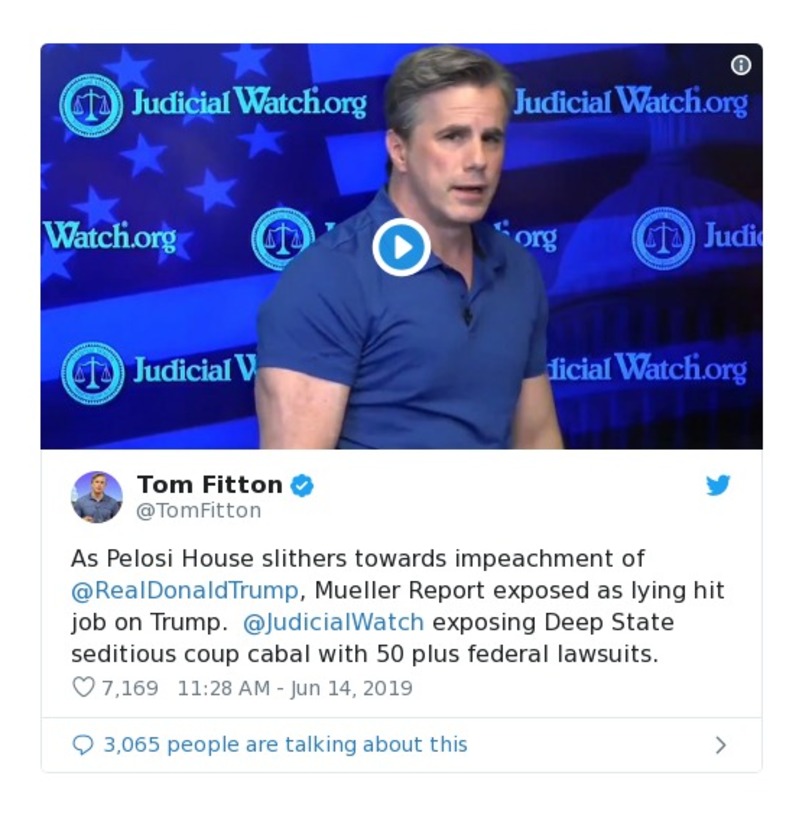 JudicialWatch.org
Judicial Watch.org
Watch.org
.org
Judic
Judicial W
dicial Watch.org
Tom Fitton
@TomFitton
As Pelosi House slithers towards impeachment of
@RealDonaldTrump, Mueller Report exposed as lying hit
job on Trump. @JudicialWatch exposing Deep State
seditious coup cabal with 50 plus federal lawsuits.
7,169 11:28 AM - Jun 14, 2019
3,065 people are talking about this